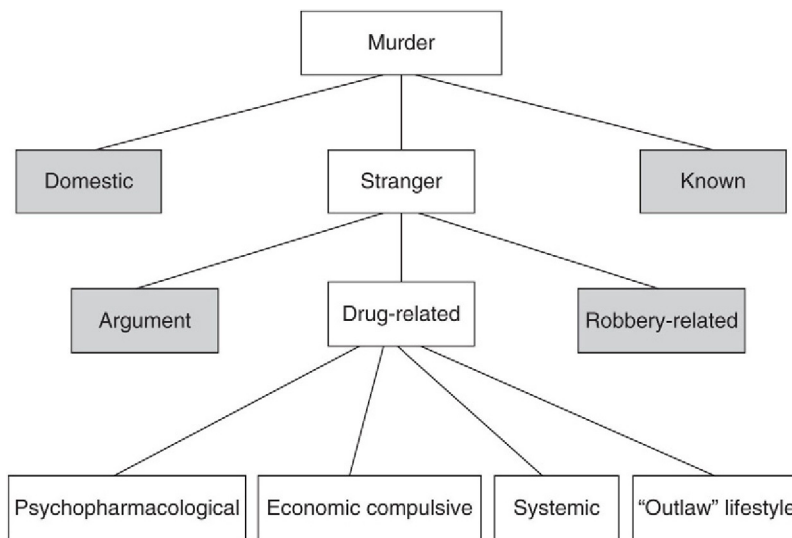 Murder
Domestic
Stranger
Known
Argument
Drug-related
Robbery-related
Psychopharmacological
Economic compulsive
Systemic
“Outlaw” lifestyle